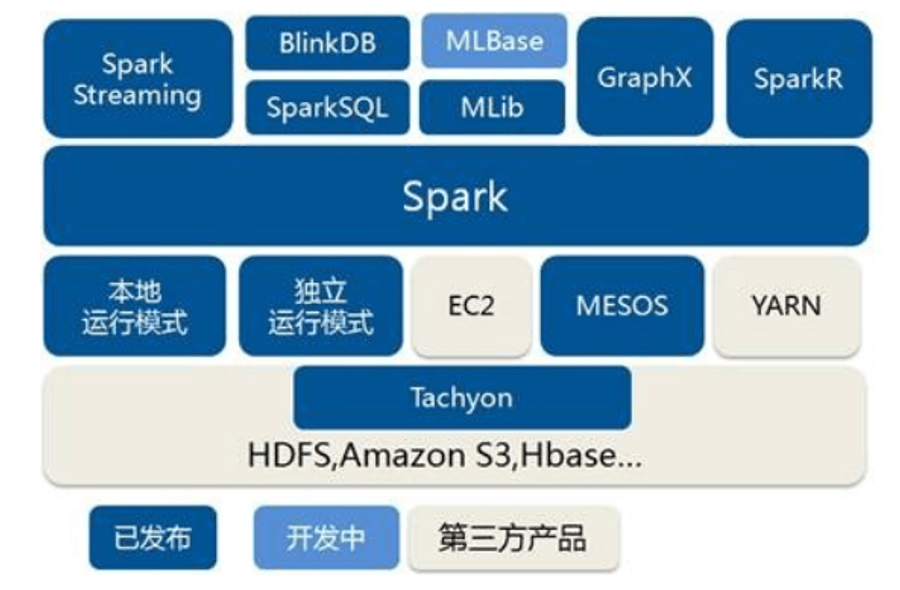 Spark
Streaming
BlinkDB
MLBase
SparkSQL
MLib
GraphX
SparkR
Spark
本地
运行模式
独立
运行模式
EC2
MESOS
YARN
Tachyon
HDFS,Amazon S3,Hbase...
已发布
开发中
第三方产品